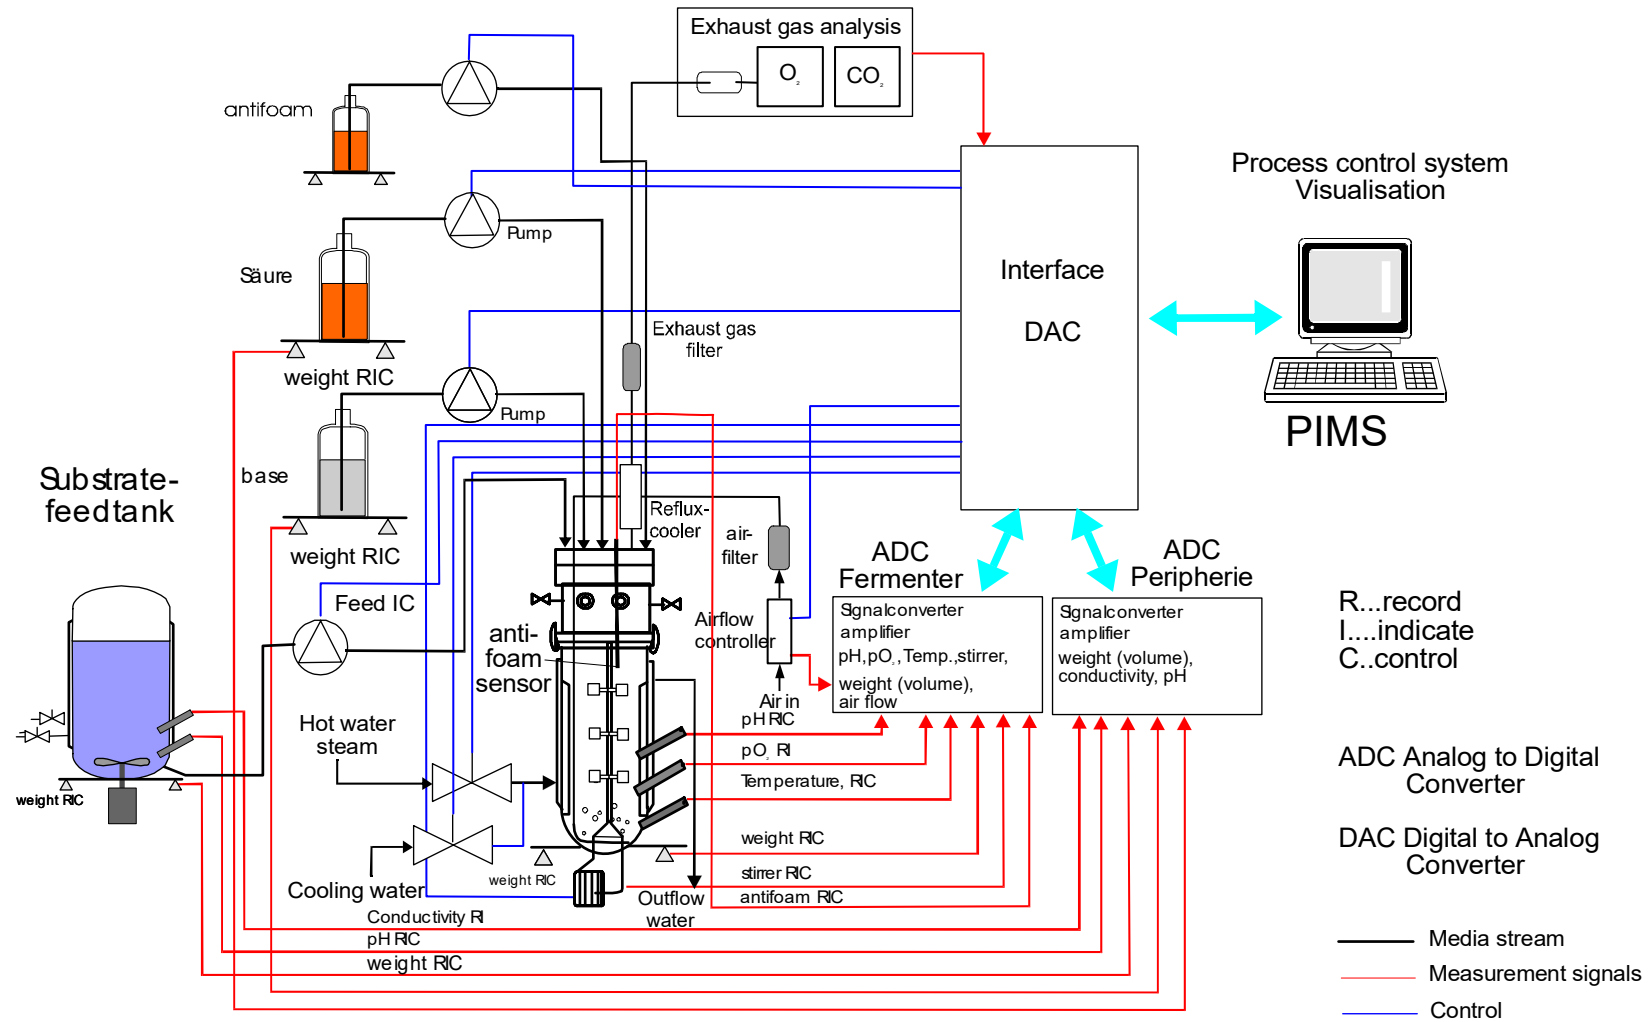 Exhaust gas analysis
O₂
CO₂
antifoam
Process control system
Visualisation
Pump
Säure
Interface
DAC
Exhaust gas
filter
weight RIC
Pump
PIMS
base
Substrate-
feedtank
Reflux-
cooler
air-
filter
weight RIC
ADC
Fermenter
ADC
Peripherie
Feed IC
Signalconverter
amplifier
pH,pO₂,Temp.,stirrer,
weight (volume),
air flow
Signalconverter
amplifier
weight (volume),
conductivity, pH
R...record
I....indicate
C..control
Airflow
controller
anti-
foam
sensor
Air in
pH RIC
Hot water
steam
pO₂ RI
Temperature, RIC
ADC Analog to Digital
Converter
weight RIC
weight RIC
DAC Digital to Analog
Converter
Cooling water
weight RIC
stirrer RIC
Outflow
water
antifoam RIC
Conductivity RI
pH RIC
weight RIC
Media stream
Measurement signals
Control